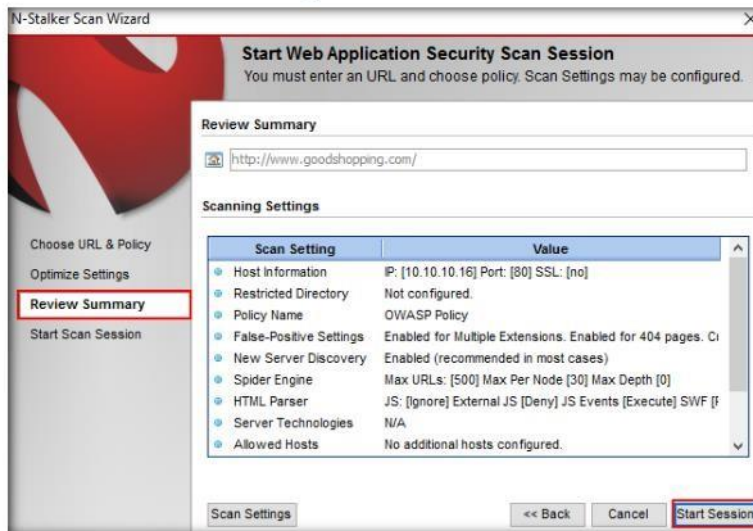 N-Stalker Scan Wizard
Start Web Application Security Scan Session
You must enter an URL and choose policy. Scan Settings may be configured.
Choose URL & Policy
Optimize Settings
Review Summary
Start Scan Session
Review Summary
http://www.goodshopping.com/
Scanning Settings
Scan Setting Value
Host Information IP: [10.10.10.16] Port: [80] SSL: [no]
Restricted Directory Not configured.
Policy Name OWASP Policy
False-Positive Settings Enabled for Multiple Extensions. Enabled for 404 pages.
New Server Discovery Enabled (recommended in most cases)
Spider Engine Max URLs: [500] Max Per Node [30] Max Depth [0]
HTML Parser JS: [Ignore] External JS [Deny] JS Events [Execute] SWF
Server Technologies N/A
Allowed Hosts No additional hosts configured.
Scan Settings << Back Cancel Start Session